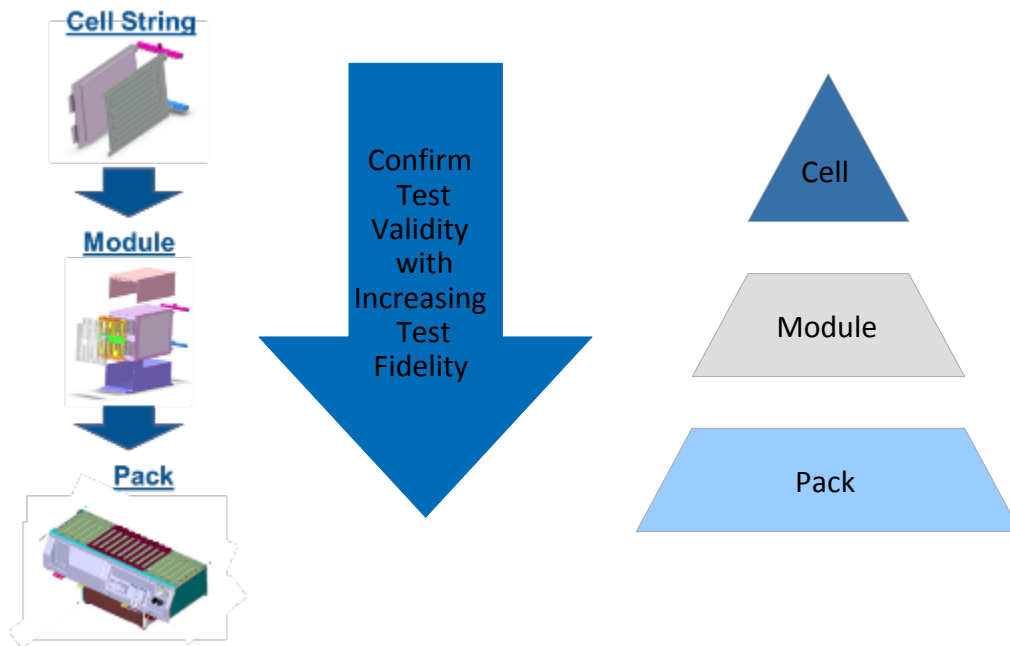 Cell String
Module
Pack
Confirm
Test
Validity
with
Increasing
Test
Fidelity
Cell
Module
Pack